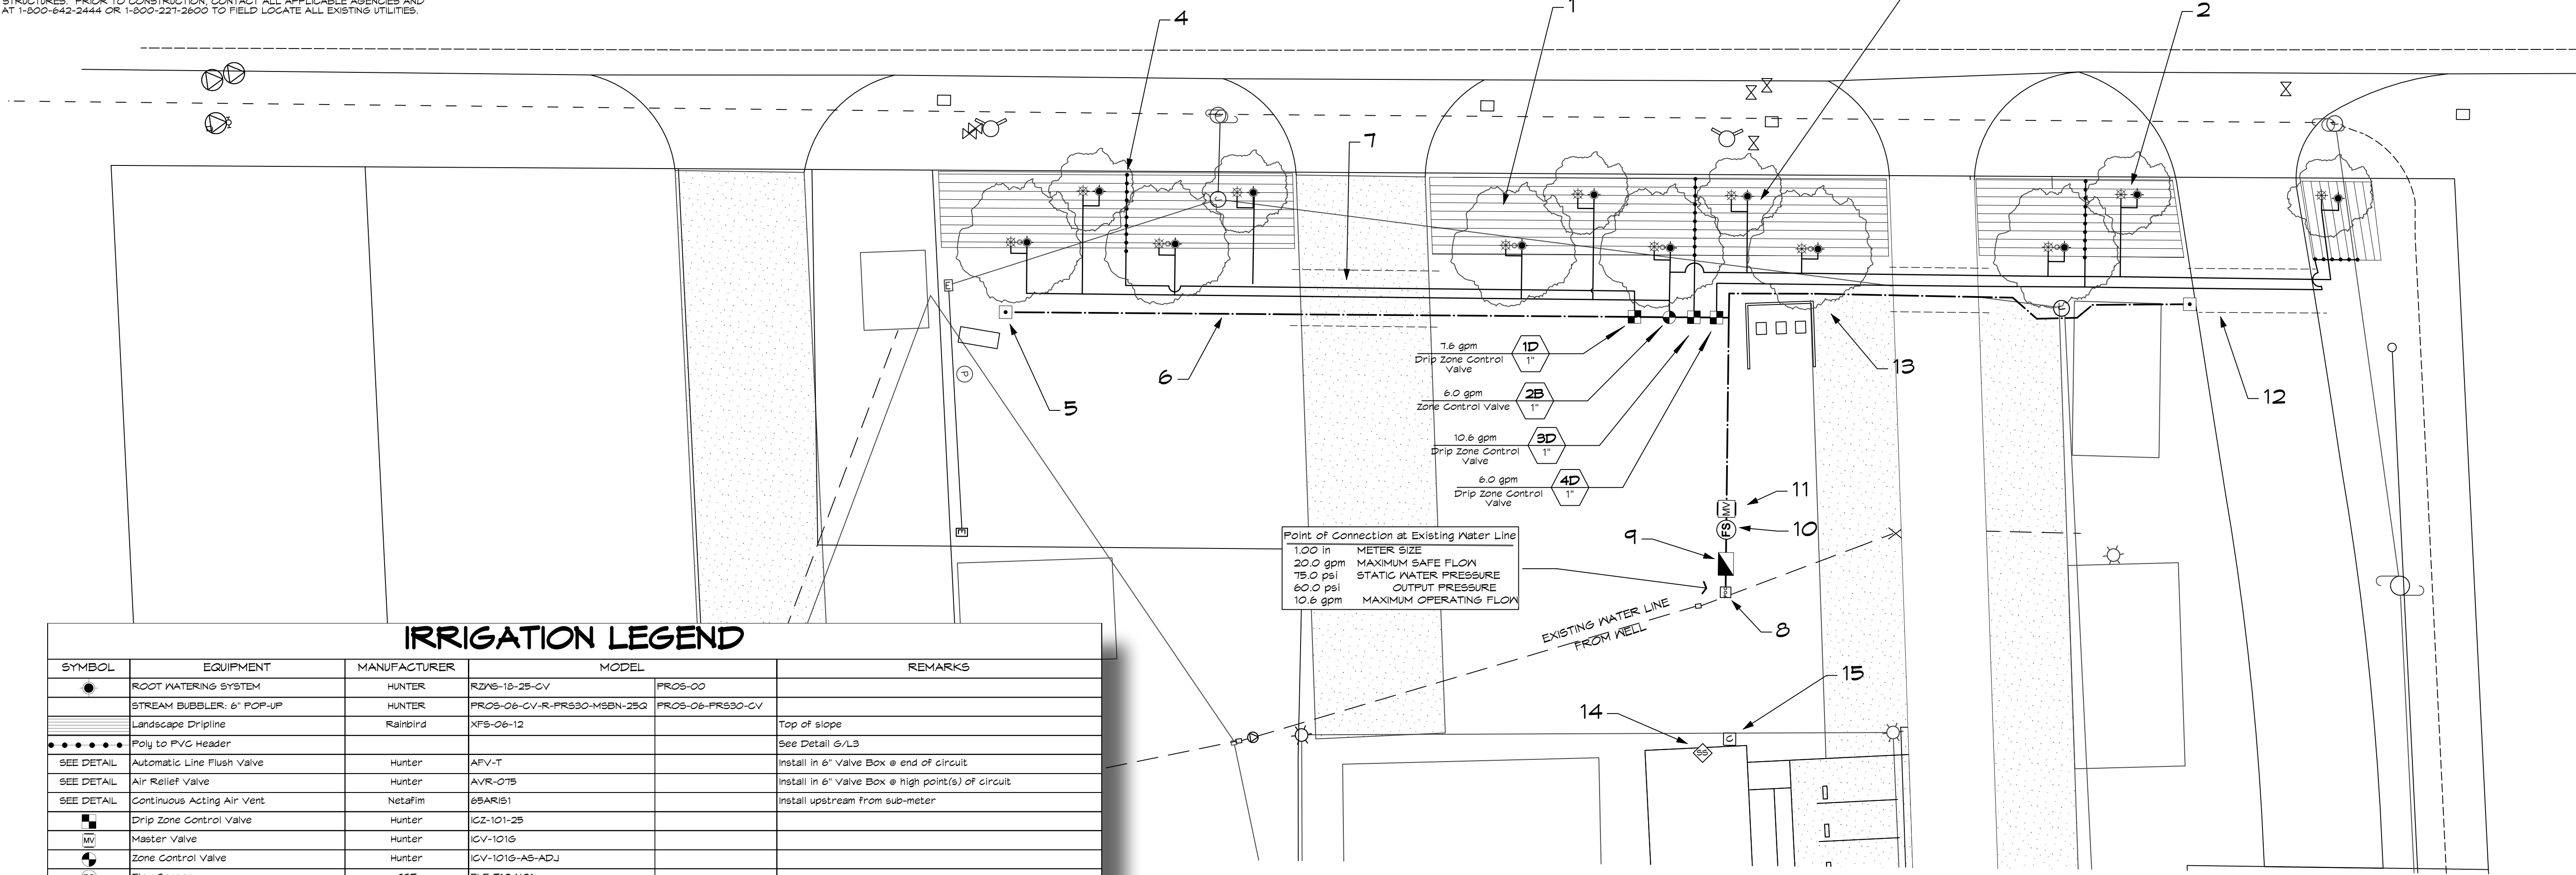 STRUCTURES. PRIOR TO CONSTRUCTION, CONTACT ALL APPLICABLE AGENCIES AND
AT 1-800-642-2444 OR 1-800-227-2600 TO FIELD LOCATE ALL EXISTING UTILITIES.
4
1
2
7
5
6
13
12
7.6 gpm
Drip Zone Control
Valve
1D
1"
6.0 gpm
Zone Control Valve
2B
1"
10.6 gpm
Drip Zone Control
Valve
3D
1"
6.0 gpm
Drip Zone Control
Valve
4D
1"
E
P
E
MV
11
FS
10
9
8
Point of Connection at Existing Water Line
1.00 in METER SIZE
20.0 gpm MAXIMUM SAFE FLOW
75.0 psi STATIC WATER PRESSURE
60.0 psi OUTPUT PRESSURE
10.6 gpm MAXIMUM OPERATING FLOW
EXISTING WATER LINE
FROM WELL
15
14
C
SS
IRRIGATION LEGEND
SYMBOL EQUIPMENT MANUFACTURER MODEL REMARKS
ROOT WATERING SYSTEM HUNTER RZWS-18-25-CV PROS-00
STREAM BUBBLER: 6" POP-UP HUNTER PROS-06-CV-R-PRS30-MSBN-25Q PROS-06-PRS30-CV
Landscape Dripline Rainbird XFS-06-12 Top of slope
Poly to PVC Header See Detail G/L3
SEE DETAIL Automatic Line Flush Valve Hunter AFV-T Install in 6" Valve Box @ end of circuit
SEE DETAIL Air Relief Valve Hunter AVR-075 Install in 6" Valve Box @ high point(s) of circuit
SEE DETAIL Continuous Acting Air Vent Netafim 65ARIS1 Install upstream from sub-meter
Drip Zone Control Valve Hunter ICZ-101-25
MV Master Valve Hunter ICV-101G
Zone Control Valve Hunter ICV-101G-AS-ADJ